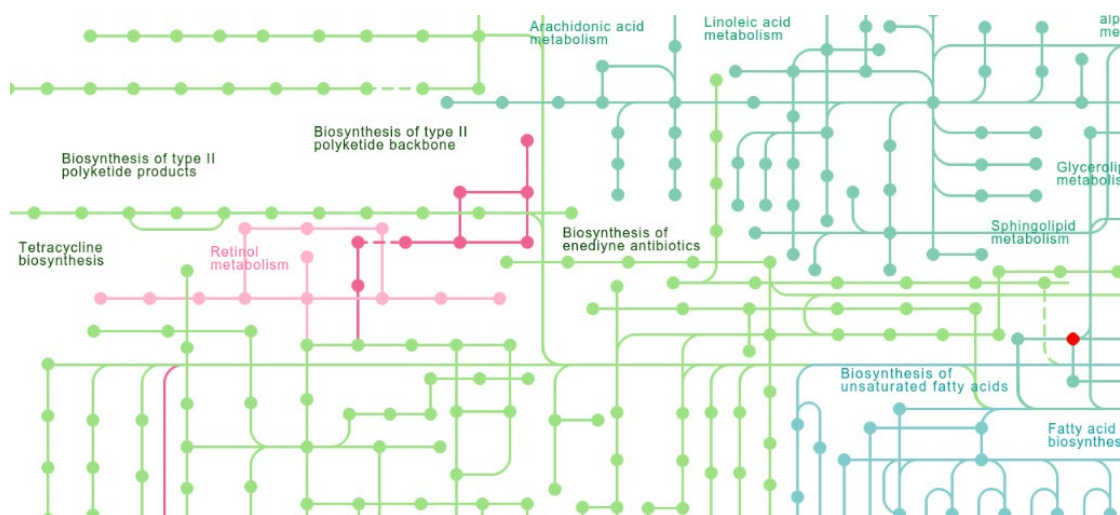 Arachidonic acid
metabolism
Linoleic acid
metabolism
alp
me
Biosynthesis of type II
polyketide backbone
Biosynthesis of type II
polyketide products
Glycerolip
metabolis
Tetracycline
biosynthesis
Retinol
metabolism
Biosynthesis of
enediyne antibiotics
Sphingolipid
metabolism
Biosynthesis of
unsaturated fatty acids
Fatty acid
biosynthes